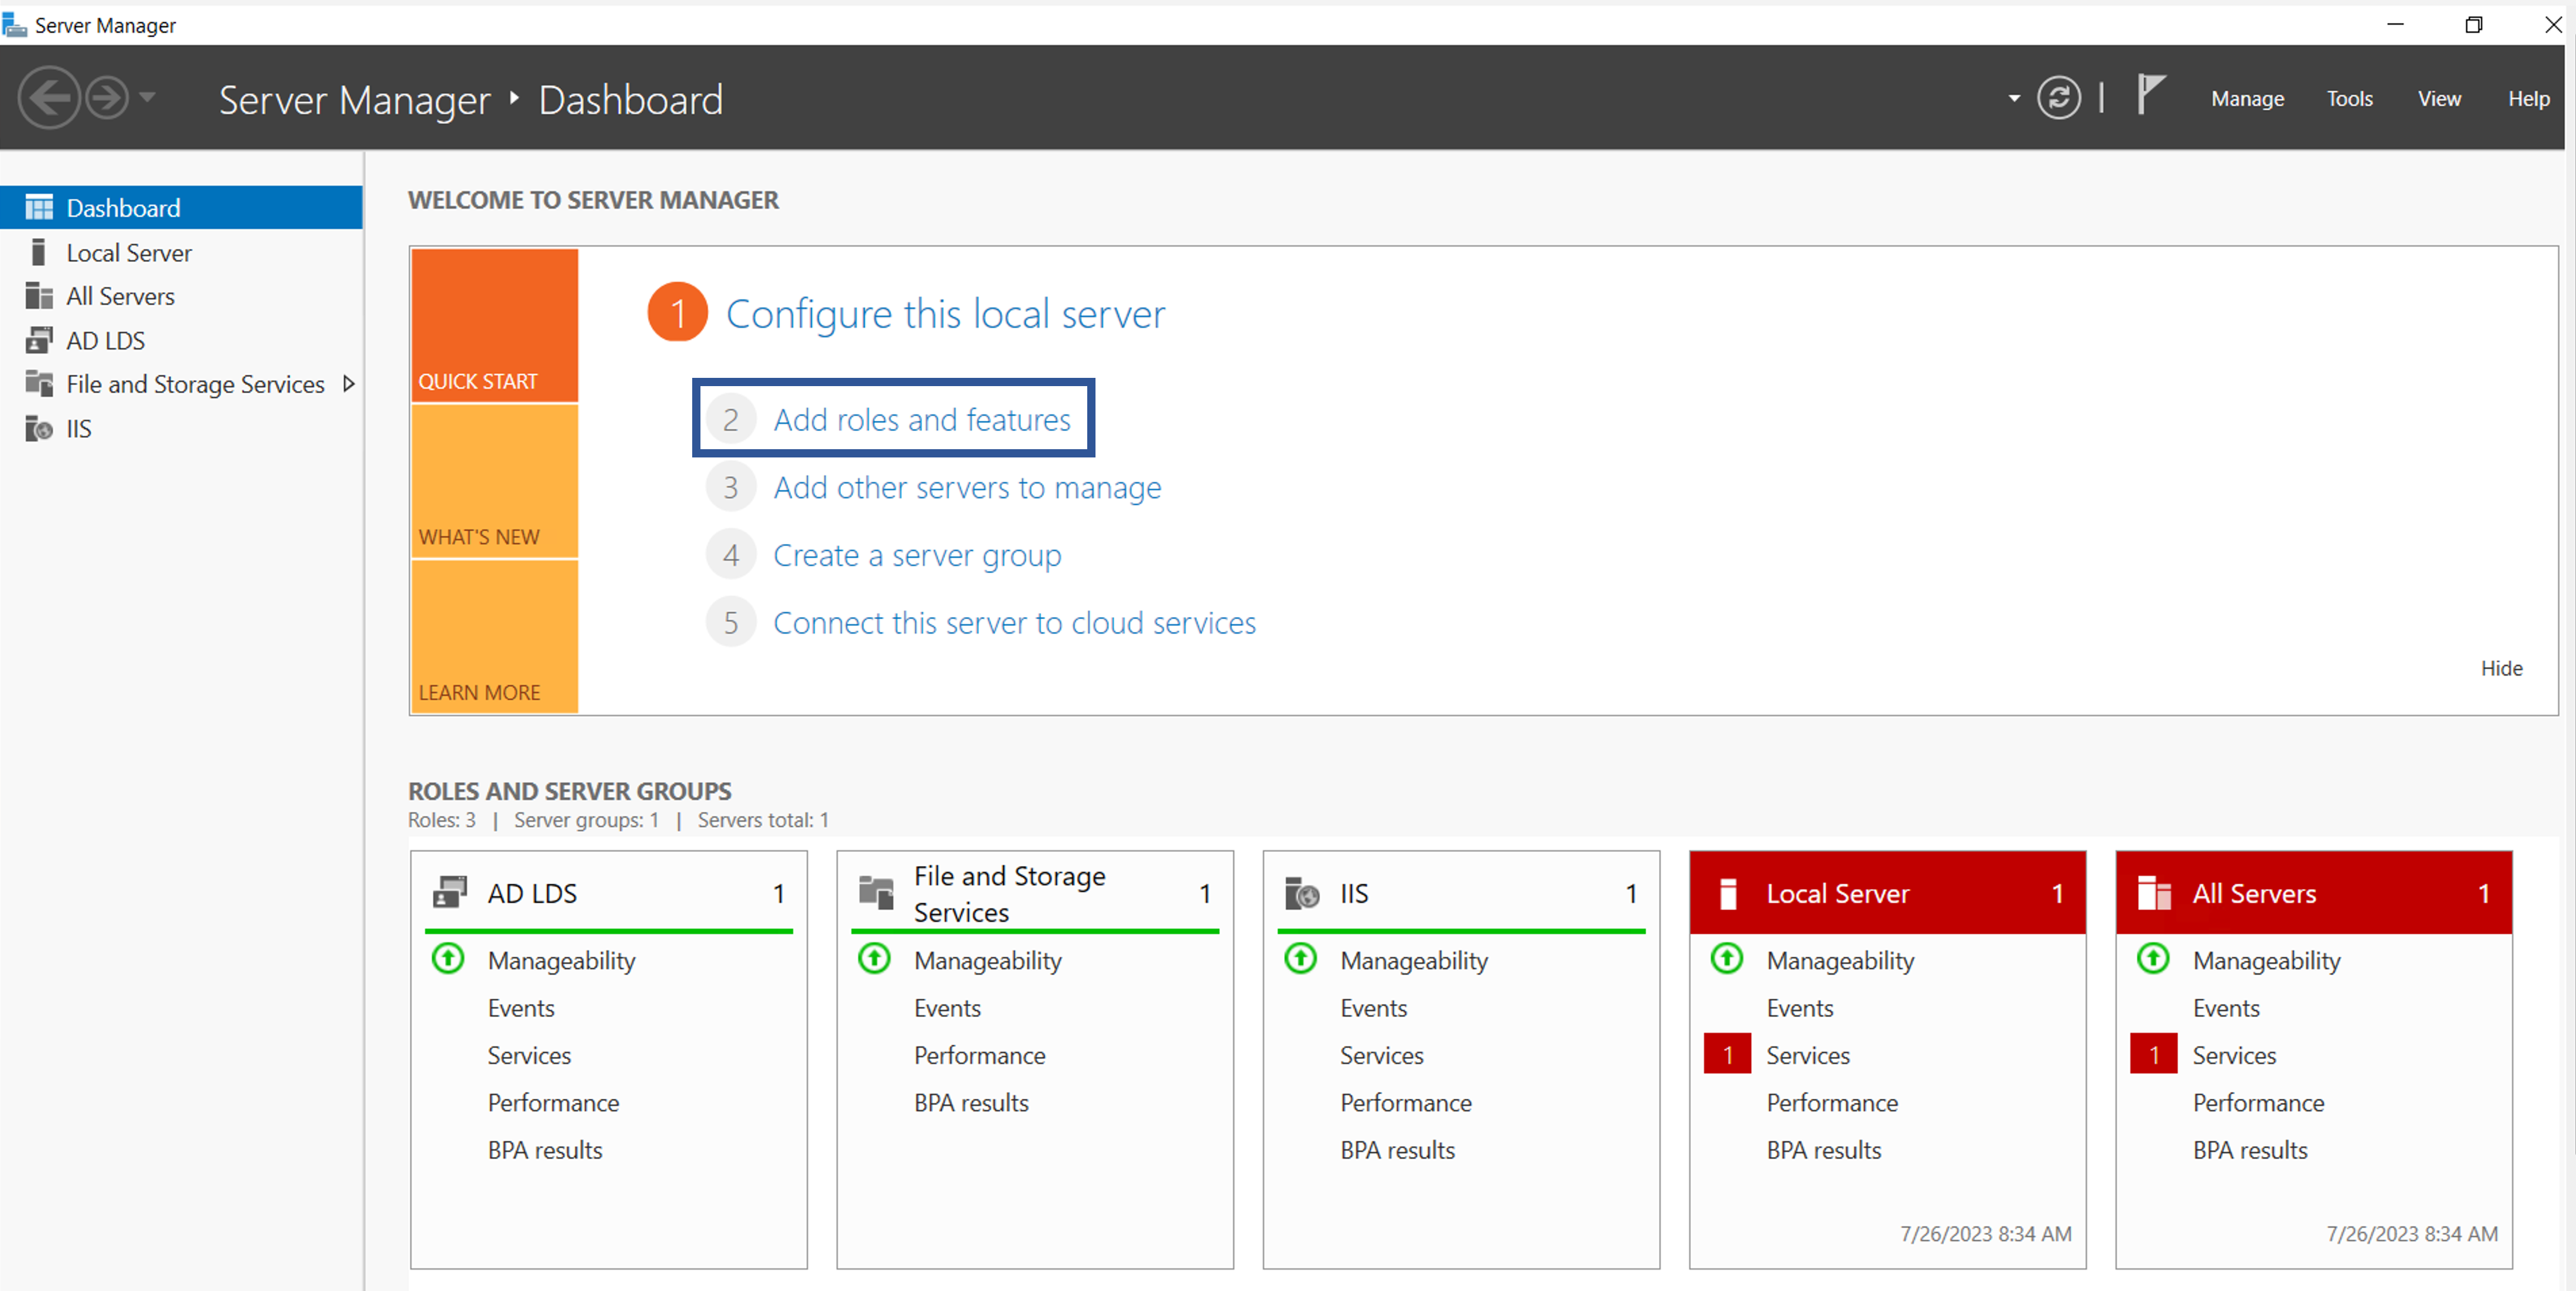 Server Manager
Server Manager ‣ Dashboard
Manage Tools View Help
Dashboard
Local Server
All Servers
AD LDS
File and Storage Services
IIS
WELCOME TO SERVER MANAGER
QUICK START
WHAT'S NEW
LEARN MORE
1 Configure this local server
2 Add roles and features
3 Add other servers to manage
4 Create a server group
5 Connect this server to cloud services
Hide
ROLES AND SERVER GROUPS
Roles: 3 | Server groups: 1 | Servers total: 1
AD LDS 1
Manageability
Events
Services
Performance
BPA results
File and Storage
Services 1
Manageability
Events
Performance
BPA results
IIS 1
Manageability
Events
Services
Performance
BPA results
Local Server 1
Manageability
Events
1 Services
Performance
BPA results
7/26/2023 8:34 AM
All Servers 1
Manageability
Events
1 Services
Performance
BPA results
7/26/2023 8:34 AM